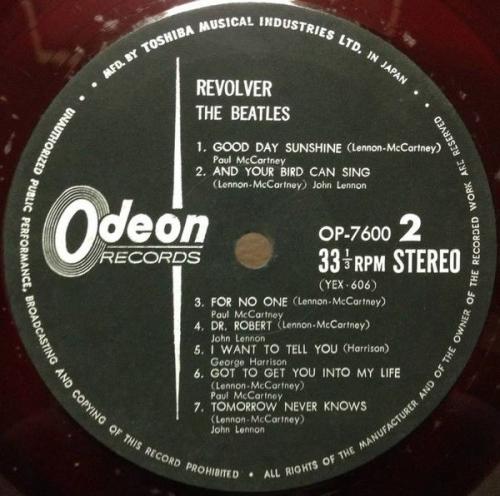 MFD. BY TOSHIBA MUSICAL INDUSTRIES LTD. IN JAPAN.
REVOLVER
THE BEATLES
1. GOOD DAY SUNSHINE (Lennon-McCartney)
Paul McCartney
2. AND YOUR BIRD CAN SING
(Lennon-McCartney) John Lennon
Odeon
RECORDS
OP-7600 2
33 1/3 RPM STEREO
(YEX-606)
3. FOR NO ONE (Lennon-McCartney)
Paul McCartney
4. DR. ROBERT (Lennon-McCartney)
John Lennon
5. I WANT TO TELL YOU (Harrison)
George Harrison
6. GOT TO GET YOU INTO MY LIFE
(Lennon-McCartney)
Paul McCartney
7. TOMORROW NEVER KNOWS
(Lennon-McCartney)
John Lennon
UNAUTHORIZED PUBLIC PERFORMANCE, BROADCASTING AND COPYING OF THIS RECORD PROHIBITED • ALL RIGHTS OF THE MANUFACTURER AND OF THE OWNER OF THE RECORDED WORK ARE RESERVED